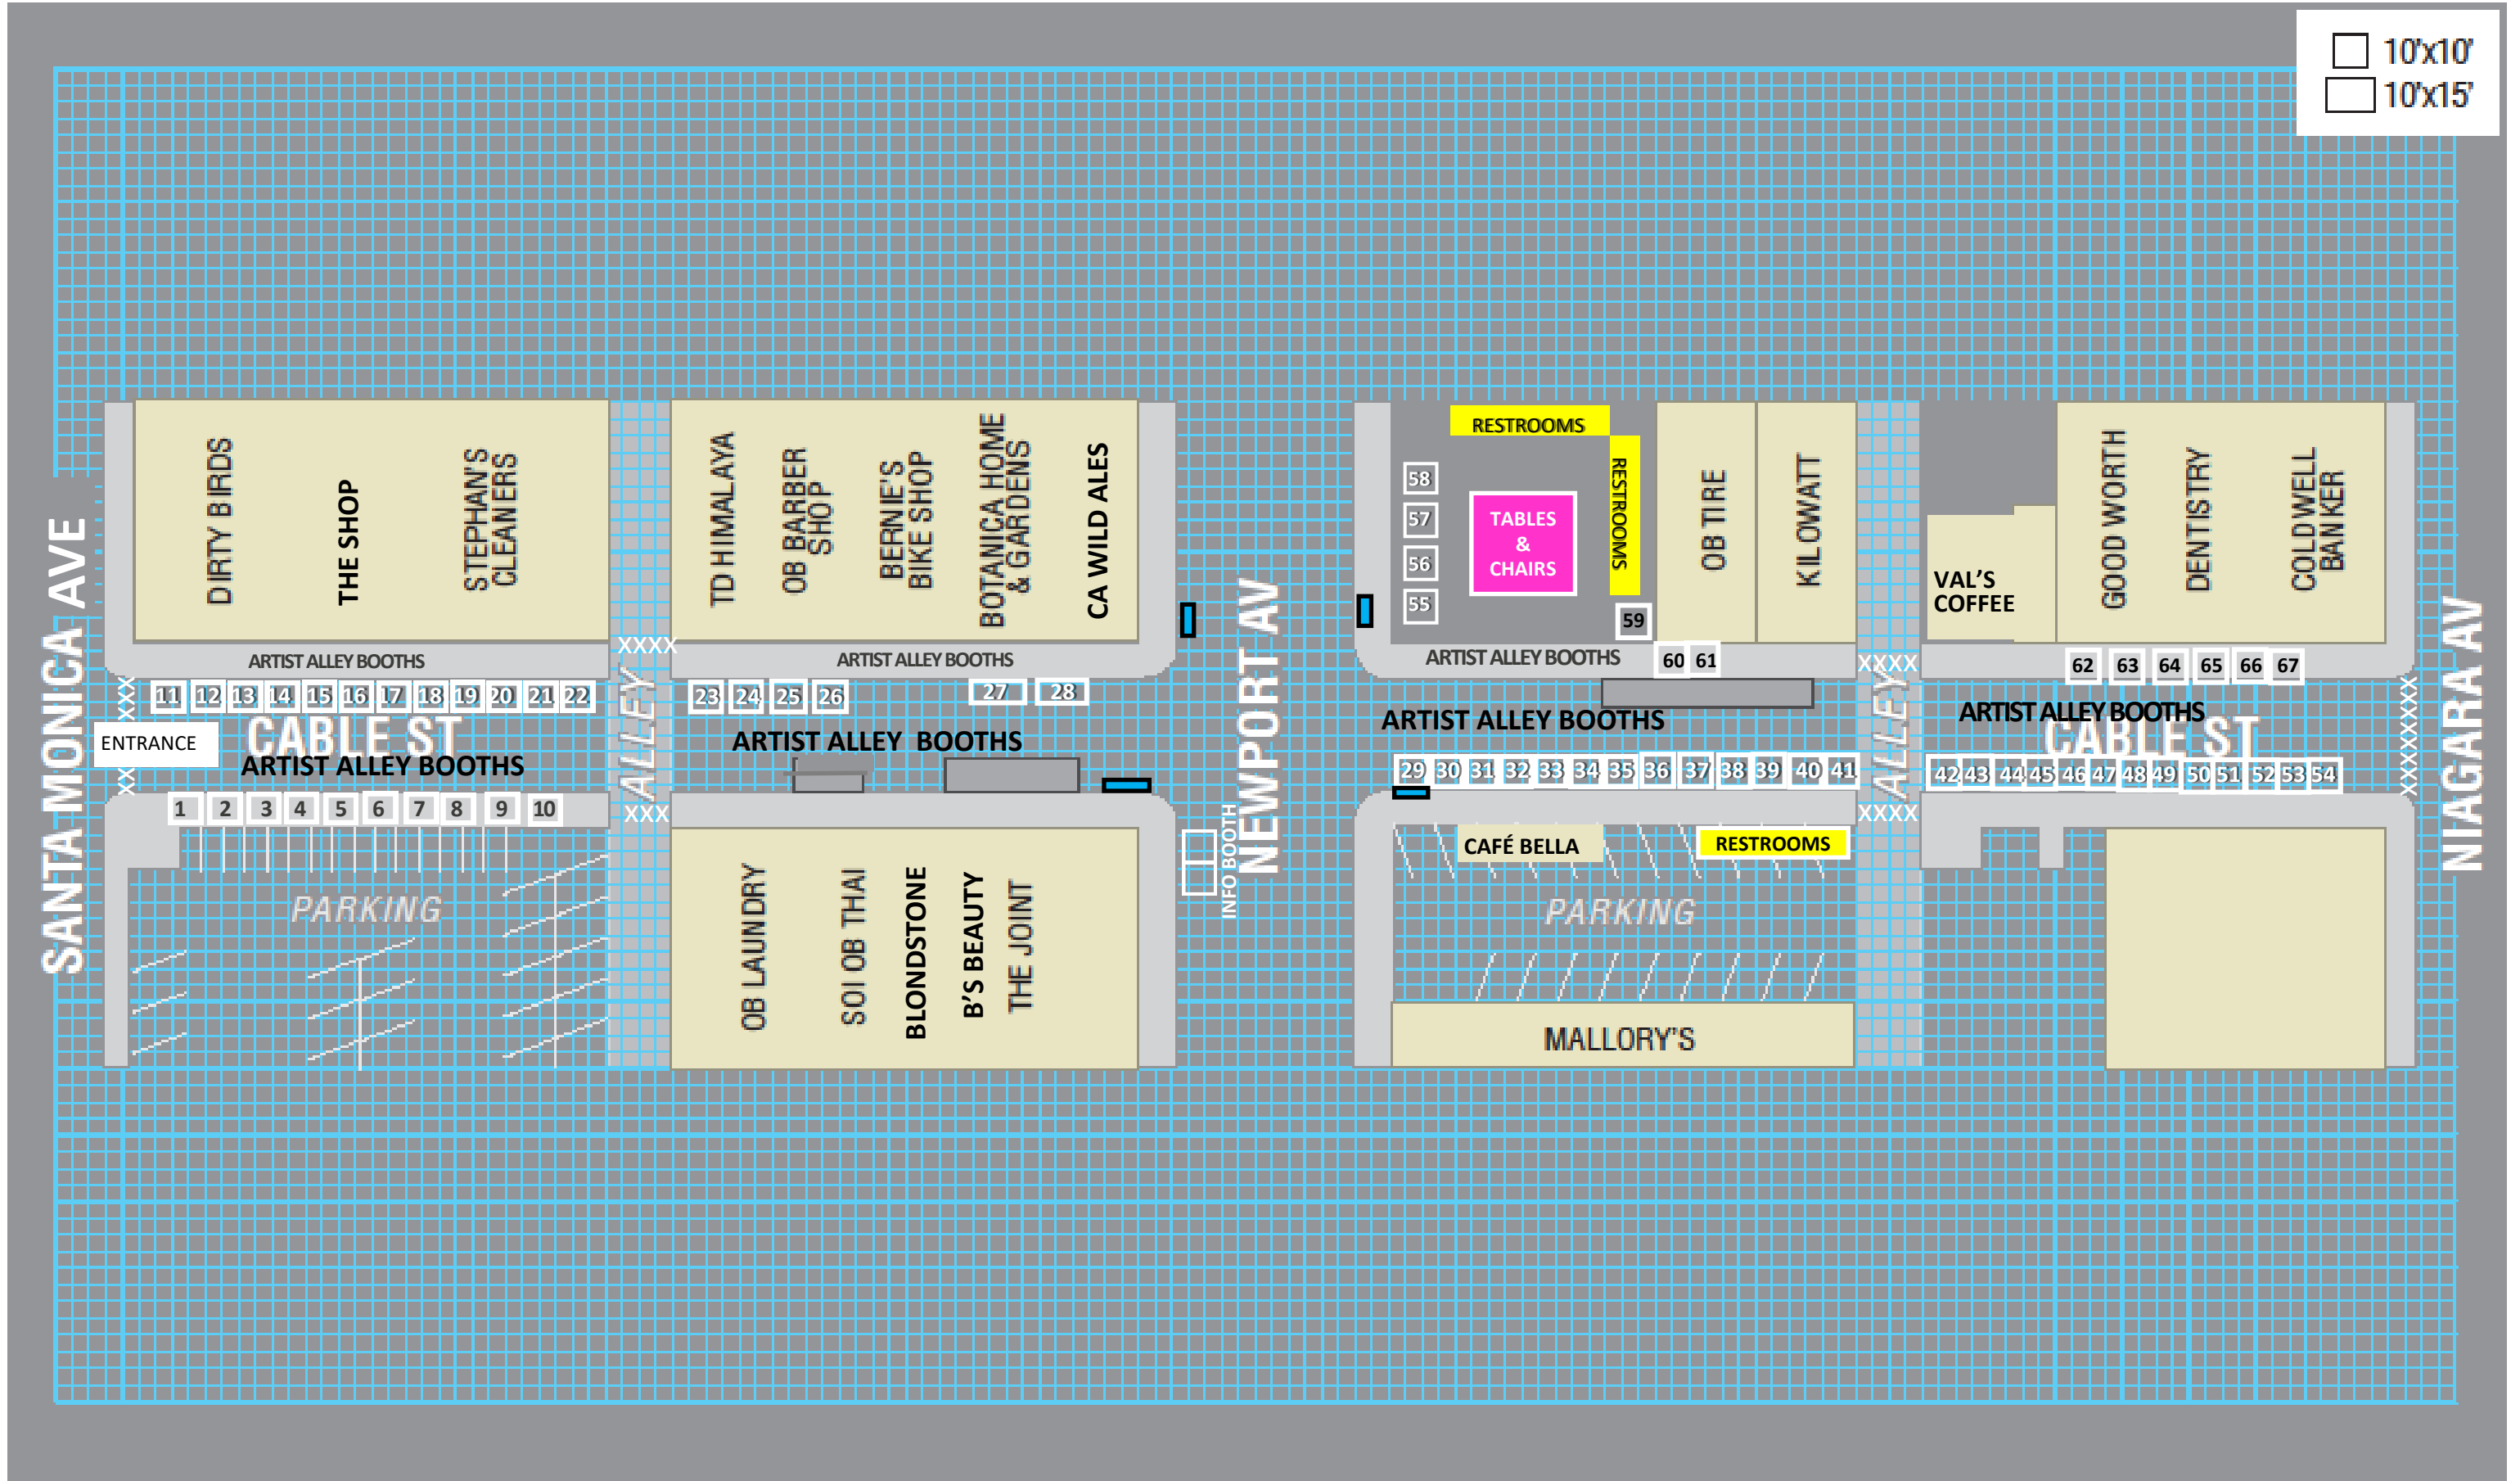 10'x10'
10'x15'
SANTA MONICA AVE
DIRTY BIRDS
THE SHOP
STEPHAN'S
CLEANERS
TD HIMALAYA
OB BARBER
SHOP
BERNIE'S
BIKE SHOP
BOTANICA HOME
& GARDENS
CA WILD ALES
NEWPORT AV
RESTROOMS
RESTROOMS
58
57
56
55
TABLES
&
CHAIRS
59
OB TIRE
KILOWATT
VAL'S
COFFEE
GOOD WORTH
DENTISTRY
COLDWELL
BANKER
NIAGARA AV
XXXX
ARTIST ALLEY BOOTHS
ARTIST ALLEY BOOTHS
ARTIST ALLEY BOOTHS
60 61
XXXX
62 63 64 65 66 67
XXX
11 12 13 14 15 16 17 18 19 20 21 22
ALLEY
23 24 25 26 27 28
ENTRANCE
CABLE ST
ARTIST ALLEY BOOTHS
ARTIST ALLEY BOOTHS
ARTIST ALLEY BOOTHS
ALLEY
ARTIST ALLEY BOOTHS
CABLE ST
XXXXXXXX
XX
29 30 31 32 33 34 35 36 37 38 39 40 41
42 43 44 45 46 47 48 49 50 51 52 53 54
1 2 3 4 5 6 7 8 9 10
XXX
XXXX
INFO BOOTH
CAFÉ BELLA
RESTROOMS
PARKING
OB LAUNDRY
SOI OB THAI
BLONDSTONE
B'S BEAUTY
THE JOINT
PARKING
MALLORY'S